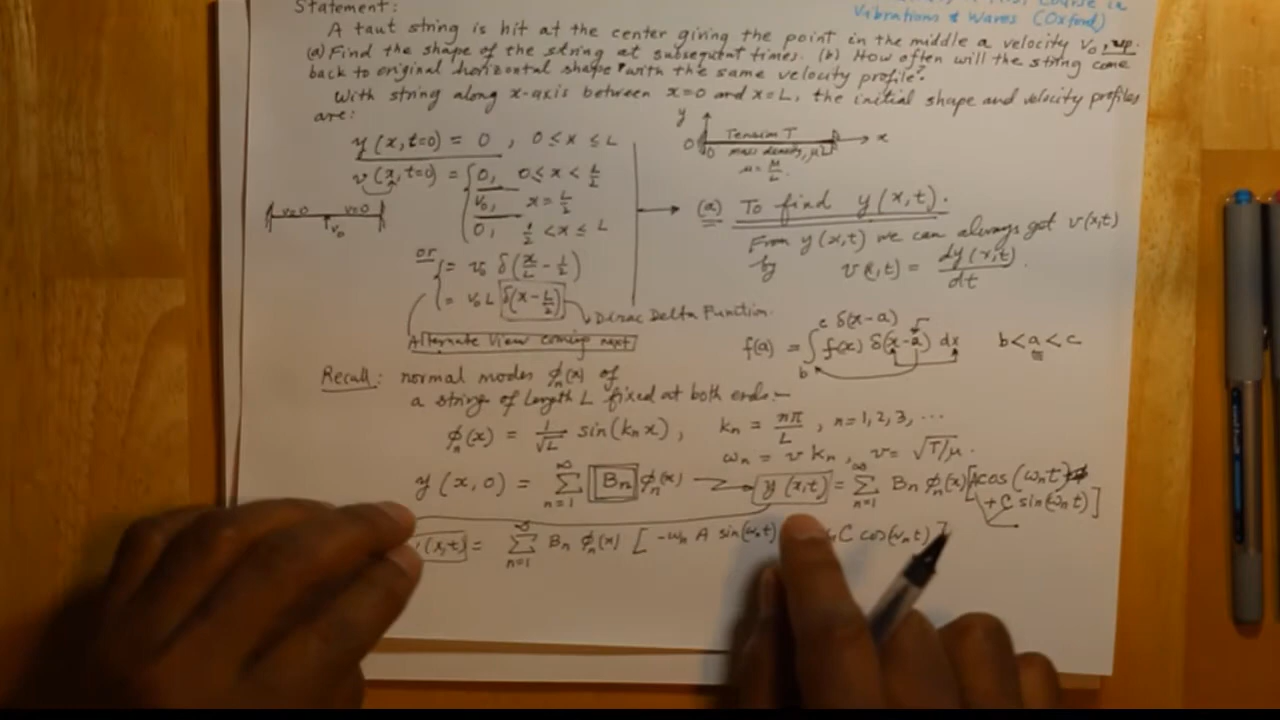 Statement:
Course in
Vibrations & Waves (Oxford)
A taut string is hit at the center giving the point in the middle a velocity v₀, up.
(a) Find the shape of the string at subsequent times. (b) How often will the string come
back to original horizontal shape with the same velocity profile?
With string along x-axis between x=0 and x=L, the initial shape and velocity profiles
are:
y(x,t=0) = 0 , 0 ≤ x ≤ L
v(x,t=0) = { 0, 0 ≤ x < L/2
v₀, x = L/2
0, L/2 < x ≤ L
or
= v₀ δ(x/L - 1/2)
= v₀ L δ(x - L/2) → Dirac Delta Function.
Alternate View coming next
v=0 v=0
v₀
y
0 0 Tension T x
mass density,
(a) To find y(x,t).
From y(x,t) we can always get v(x,t)
by v(x,t) = dy(x,t)/dt
δ(x-a)
f(a) = ∫_b^c f(x) δ(x-a) dx b<a<c
Recall: normal modes φₙ(x) of
a string of length L fixed at both ends:-
φₙ(x) = 1/√L sin(kₙx), kₙ = nπ/L , n=1,2,3, ...
ωₙ = v kₙ , v = √T/μ.
y(x,0) = Σ_{n=1}^∞ Bₙ φₙ(x) → y(x,t) = Σ_{n=1}^∞ Bₙ φₙ(x)[A cos(ωₙt)
+ C sin(ωₙt)]
(x,t) = Σ_{n=1}^∞ Bₙ φₙ(x) [ -ωₙ A sin(ωₙt) C cos(ωₙt)]